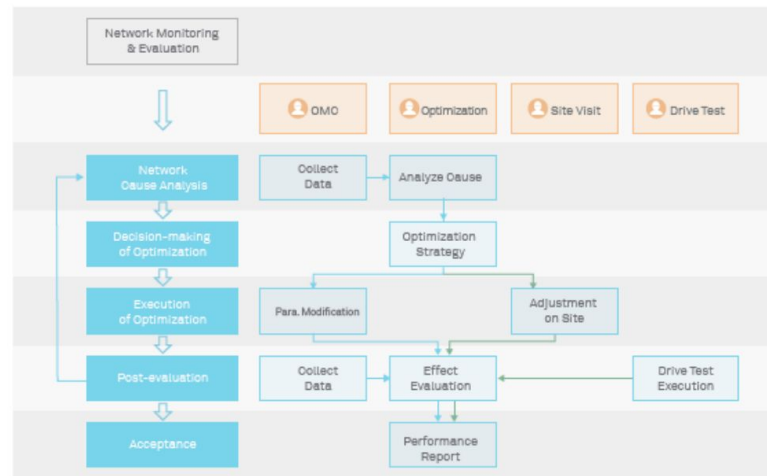 Network Monitoring
& Evaluation
OMC
Optimization
Site Visit
Drive Test
Network
Cause Analysis
Collect
Data
Analyze Cause
Decision-making
of Optimization
Optimization
Strategy
Execution
of Optimization
Para. Modification
Adjustment
on Site
Post-evaluation
Collect
Data
Effect
Evaluation
Drive Test
Execution
Acceptance
Performance
Report